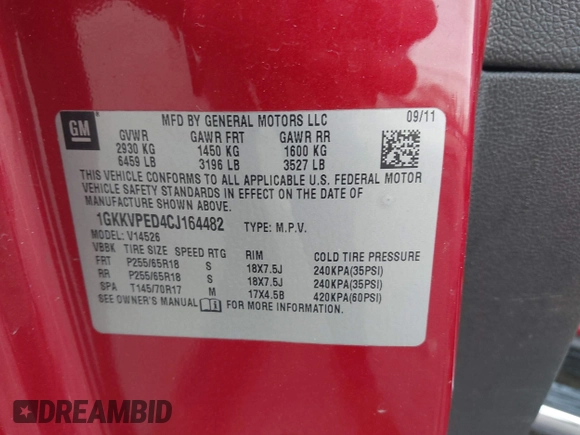 MFD BY GENERAL MOTORS LLC 09/11
GM
GVWR GAWR FRT GAWR RR
2930 KG 1450 KG 1600 KG
6459 LB 3196 LB 3527 LB
THIS VEHICLE CONFORMS TO ALL APPLICABLE U.S. FEDERAL MOTOR
VEHICLE SAFETY STANDARDS IN EFFECT ON THE DATE OF
MANUFACTURE SHOWN ABOVE.
1GKKVPED4CJ164482 TYPE: M.P.V.
MODEL: V14526
VBBK TIRE SIZE SPEED RTG RIM COLD TIRE PRESSURE
FRT P255/65R18 S 18X7.5J 240KPA(35PSI)
RR P255/65R18 S 18X7.5J 240KPA(35PSI)
SPA T145/70R17 M 17X4.5B 420KPA(60PSI)
SEE OWNER'S MANUAL FOR MORE INFORMATION.
DREAMBID